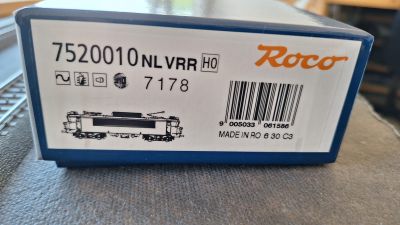 7520010 NL VRR H0
Roco
7178
9 005033 061586
MADE IN RO 6 30 C3